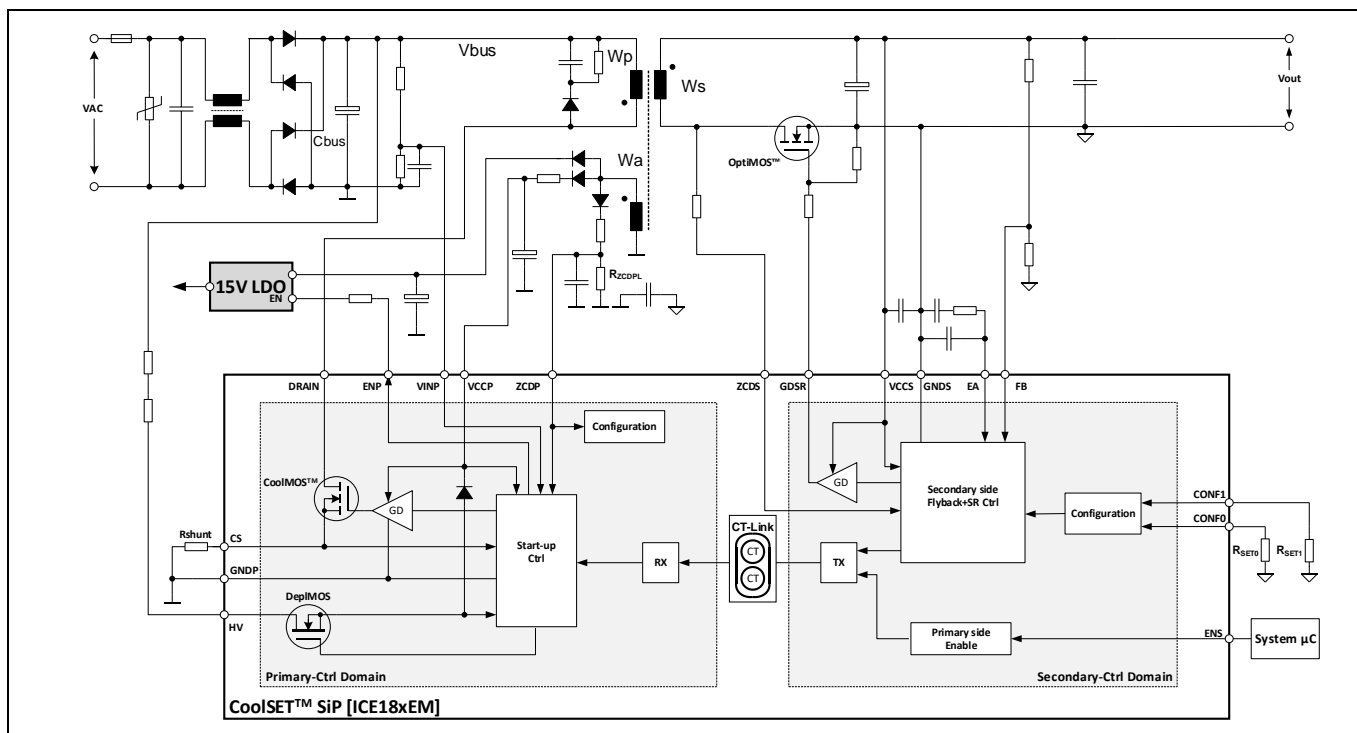 Vbus
Wp
Ws
VAC
Vout
Cbus
OptiMOS™
Wa
15V LDO
EN
RZCDPL
DRAIN
ENP
VINP
VCCP
ZCDP
ZCDS
GDSR
VCCS
GNDS
EA
FB
Configuration
CoolMOS™
GD
Start-up
Ctrl
RX
CT-Link
CT
CT
TX
GD
Secondary side
Flyback+SR Ctrl
Configuration
CONF1
CONF0
RSET0
RSET1
Rshunt
CS
GNDP
DeplMOS
HV
Primary side
Enable
ENS
System µC
Primary-Ctrl Domain
Secondary-Ctrl Domain
CoolSET™ SiP [ICE18xEM]